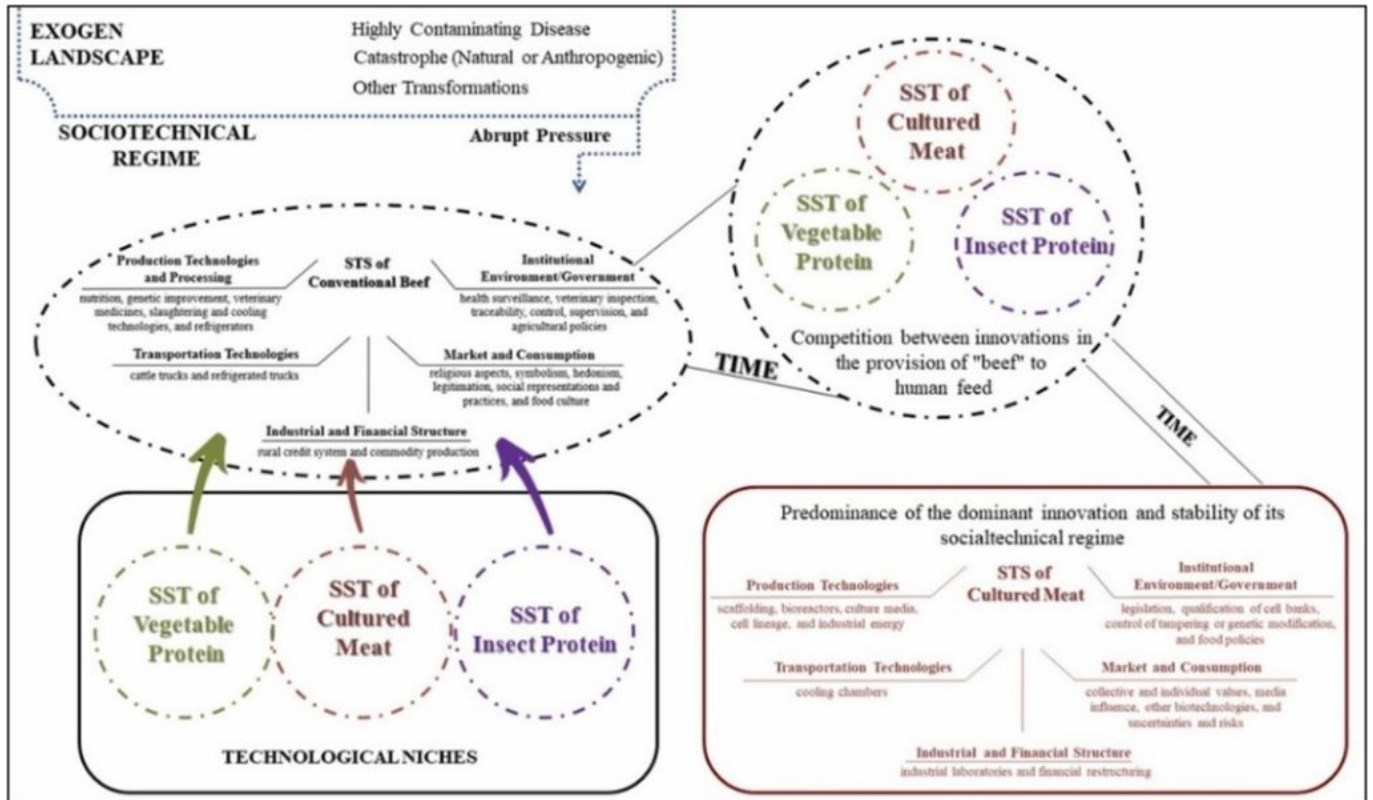 EXOGEN
LANDSCAPE
Highly Contaminating Disease
Catastrophe (Natural or Anthropogenic)
Other Transformations
SOCIOTECHNICAL
REGIME
Abrupt Pressure
Production Technologies
and Processing
nutrition, genetic improvement, veterinary
medicines, slaughtering and cooling
technologies, and refrigerators
STS of
Conventional Beef
Institutional
Environment/Government
health surveillance, veterinary inspection,
traceability, control, supervision, and
agricultural policies
Transportation Technologies
cattle trucks and refrigerated trucks
Market and Consumption
religious aspects, symbolism, hedonism,
legitimation, social representations and
practices, and food culture
Industrial and Financial Structure
rural credit system and commodity production
SST of
Cultured
Meat
SST of
Vegetable
Protein
SST of
Insect Protein
Competition between innovations in
the provision of "beef" to
human feed
TIME
TIME
SST of
Vegetable
Protein
SST of
Cultured
Meat
SST of
Insect Protein
TECHNOLOGICAL NICHES
Predominance of the dominant innovation and stability of its
socialtechnical regime
Production Technologies
scaffolding, bioreactors, culture media,
cell lineage, and industrial energy
STS of
Cultured Meat
Institutional
Environment/Government
legislation, qualification of cell banks,
control of tampering or genetic modification,
and food policies
Transportation Technologies
cooling chambers
Market and Consumption
collective and individual values, media
influence, other biotechnologies, and
uncertainties and risks
Industrial and Financial Structure
industrial laboratories and financial restructuring